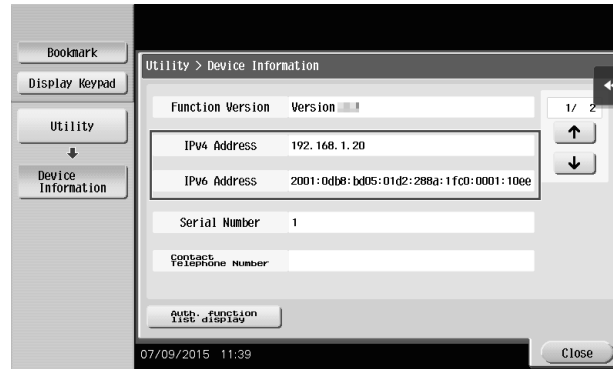 Bookmark
Display Keypad
Utility
Device
Information
Utility > Device Information
Function Version Version
1/ 2
IPv4 Address 192.168.1.20
IPv6 Address 2001:0db8:bd05:01d2:288a:1fc0:0001:10ee
Serial Number 1
Contact
Telephone Number
Auth. function
list display
07/09/2015 11:39
Close